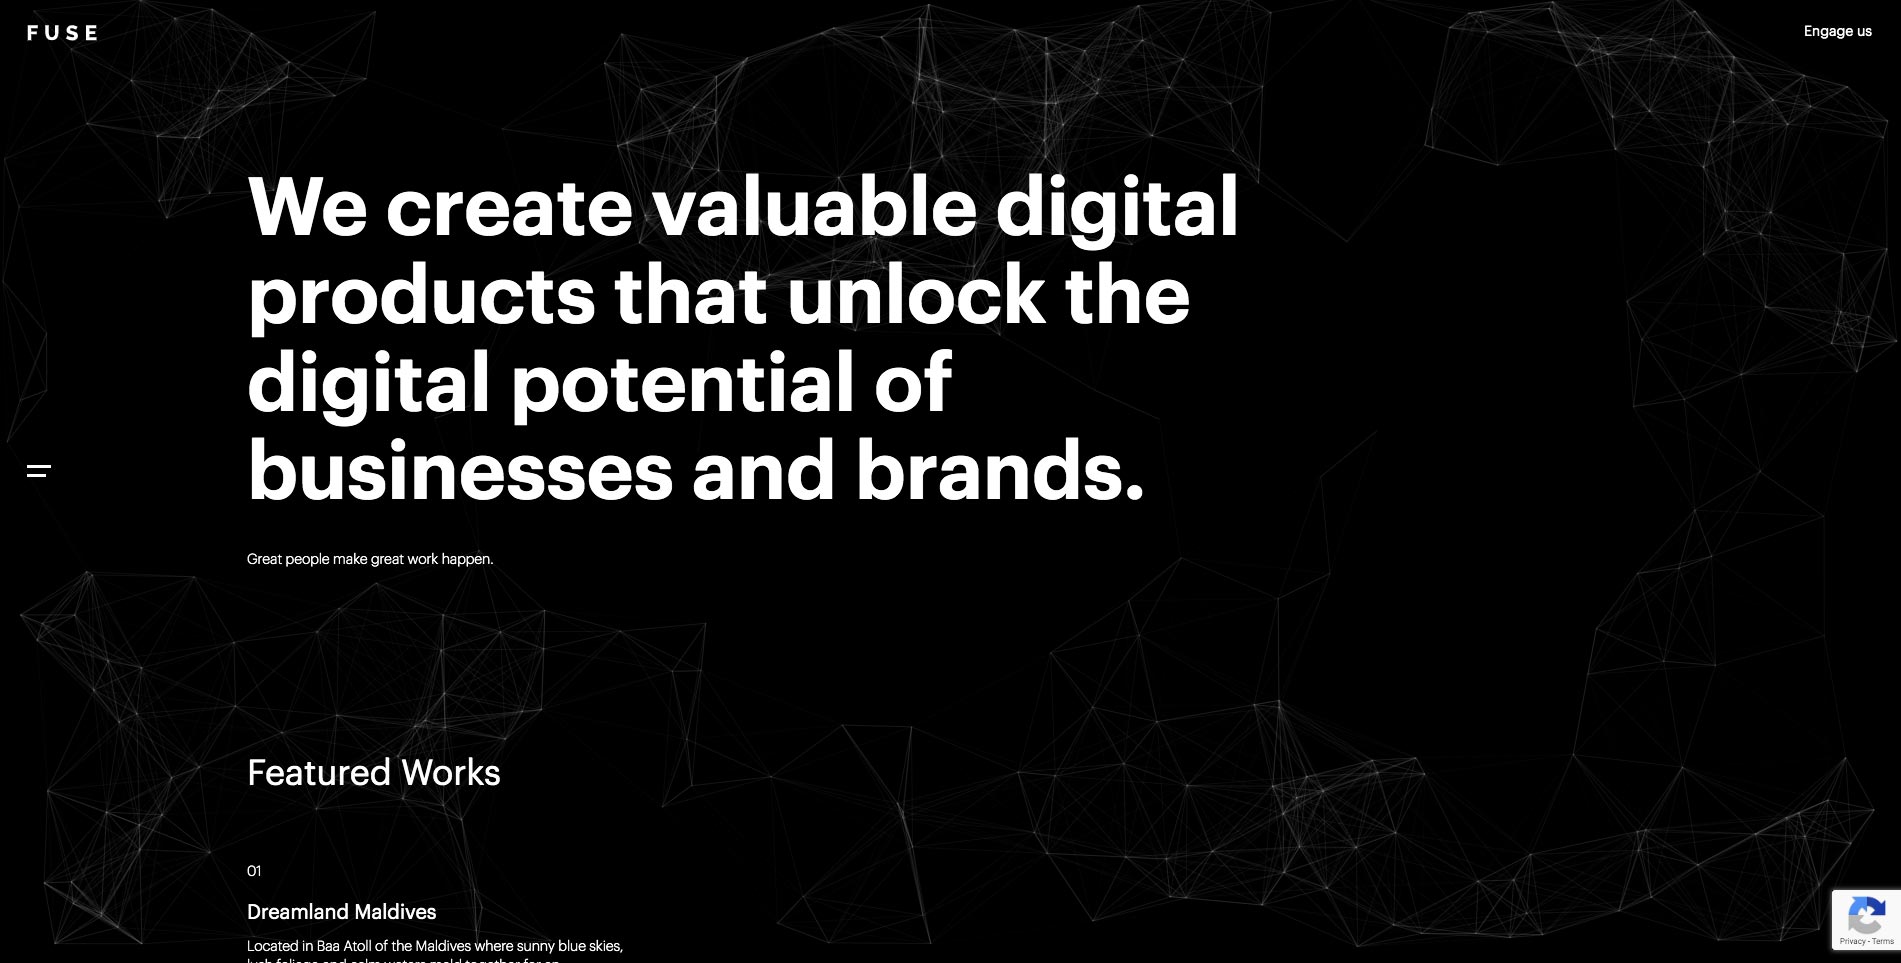 FUSE
Engage us
We create valuable digital
products that unlock the
digital potential of
businesses and brands.
Great people make great work happen.
Featured Works
01
Dreamland Maldives
Located in Baa Atoll of the Maldives where sunny blue skies,
Privacy - Terms